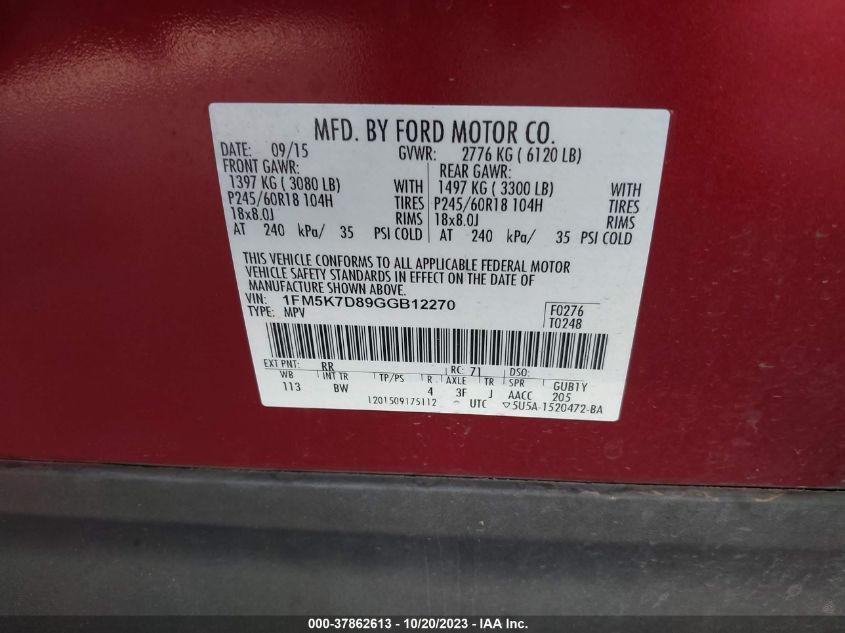 MFD. BY FORD MOTOR CO.
DATE: 09/15 GVWR: 2776 KG ( 6120 LB)
FRONT GAWR: REAR GAWR:
1397 KG ( 3080 LB) WITH 1497 KG ( 3300 LB) WITH
P245/60R18 104H TIRES P245/60R18 104H TIRES
18x8.0J RIMS 18x8.0J RIMS
AT 240 kPa/ 35 PSI COLD AT 240 kPa/ 35 PSI COLD
THIS VEHICLE CONFORMS TO ALL APPLICABLE FEDERAL MOTOR
VEHICLE SAFETY STANDARDS IN EFFECT ON THE DATE OF
MANUFACTURE SHOWN ABOVE.
VIN: 1FM5K7D89GGB12270 F0276
TYPE: MPV T0248
EXT PNT: RR RC: 71 DSO:
WB INT TR TP/PS R AXLE TR SPR GUB1Y
113 BW 4 3F J AACC 205
1201509175112 UTC ▽5U5A-1520472-BA
000-37862613 - 10/20/2023 - IAA Inc.